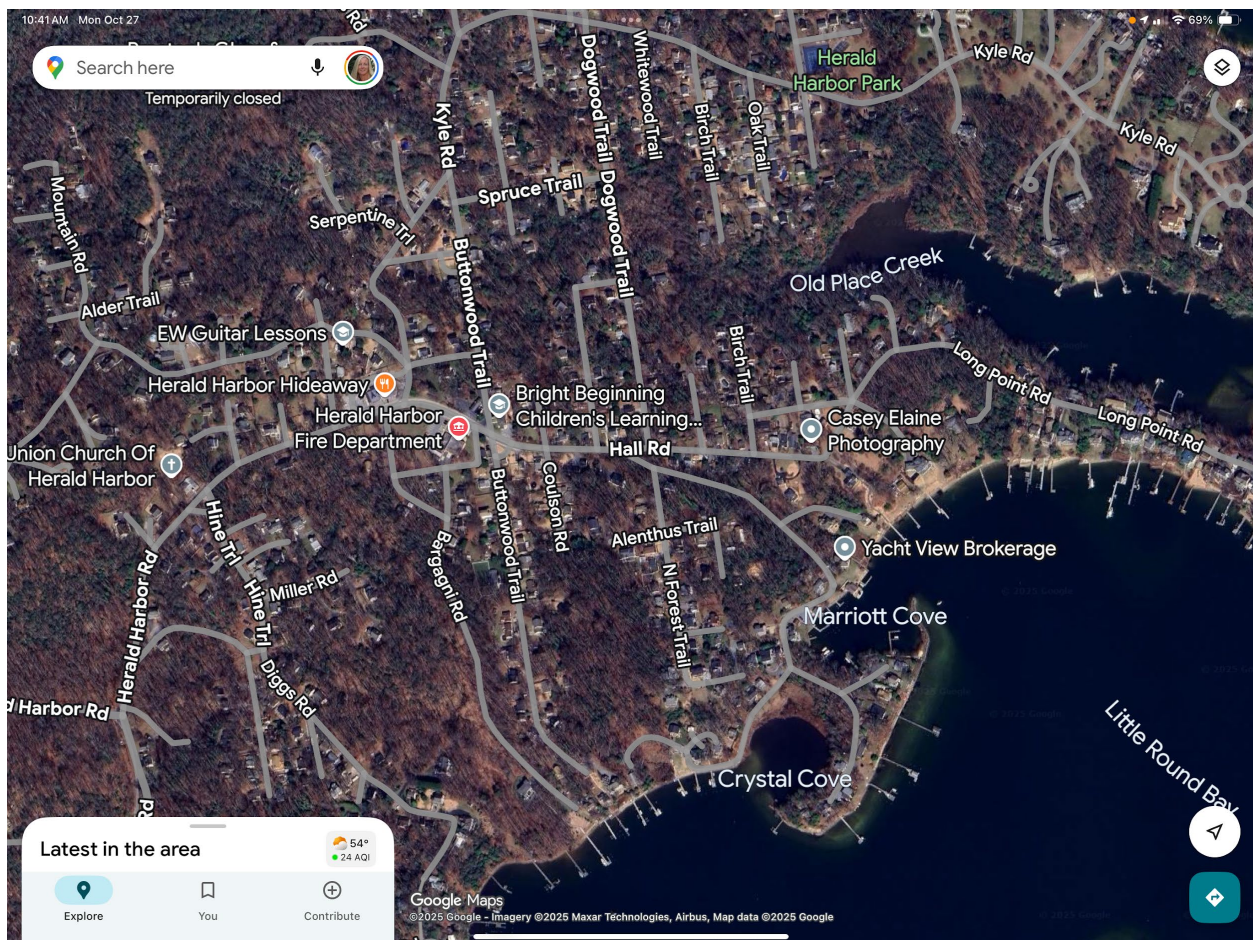 10:41 AM Mon Oct 27
69%
Search here
Temporarily closed
Herald
Harbor Park
Kyle Rd
Kyle Rd
Kyle Rd
Dogwood Trail
Dogwood Trail
Whitewood Trail
Birch Trail
Oak Trail
Spruce Trail
Serpentine Trl
Mountain Rd
Alder Trail
Buttonwood Trail
Old Place Creek
EW Guitar Lessons
Herald Harbor Hideaway
Herald Harbor
Fire Department
Bright Beginning
Children's Learning...
Birch Trail
Casey Elaine
Photography
Long Point Rd
Long Point Rd
Hall Rd
Union Church Of
Herald Harbor
Hine Trl
Hine Trl
Miller Rd
Herald Harbor Rd
Bargagni Rd
Buttonwood Trail
Coulson Rd
Alenthus Trail
N Forest Trail
Yacht View Brokerage
Marriott Cove
Diggs Rd
d Harbor Rd
Rd
Crystal Cove
Little Round Bay
Latest in the area
54°
24 AQI
Explore
You
Contribute
Google Maps
©2025 Google - Imagery ©2025 Maxar Technologies, Airbus, Map data ©2025 Google